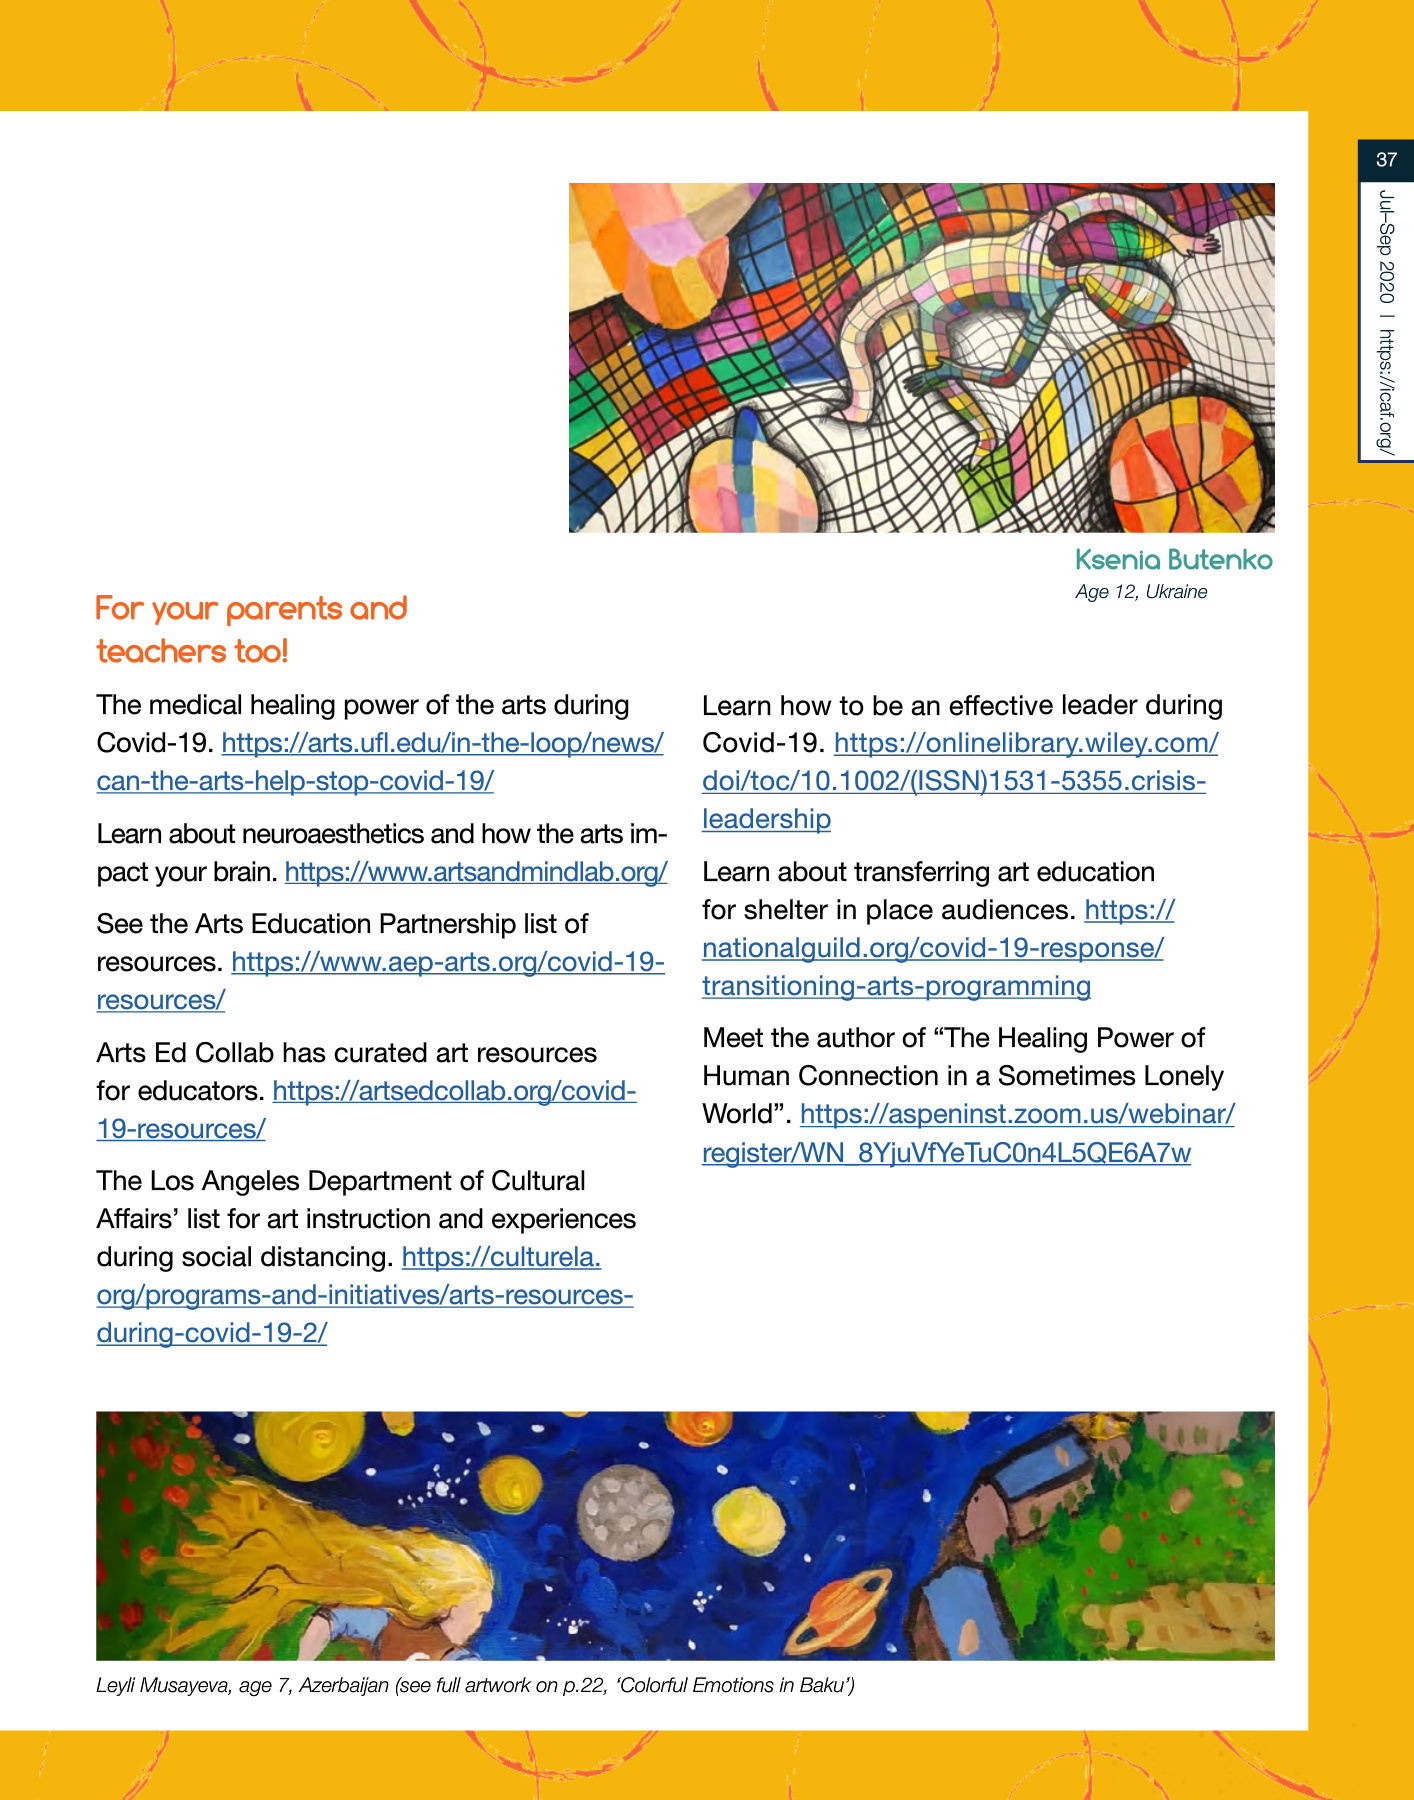 37
Jul–Sep 2020 | https://icaf.org/
Ksenia Butenko
Age 12, Ukraine
For your parents and
teachers too!
The medical healing power of the arts during
Covid-19. https://arts.ufl.edu/in-the-loop/news/
can-the-arts-help-stop-covid-19/
Learn about neuroaesthetics and how the arts im-
pact your brain. https://www.artsandmindlab.org/
See the Arts Education Partnership list of
resources. https://www.aep-arts.org/covid-19-
resources/
Arts Ed Collab has curated art resources
for educators. https://artsedcollab.org/covid-
19-resources/
The Los Angeles Department of Cultural
Affairs’ list for art instruction and experiences
during social distancing. https://culturela.
org/programs-and-initiatives/arts-resources-
during-covid-19-2/
Learn how to be an effective leader during
Covid-19. https://onlinelibrary.wiley.com/
doi/toc/10.1002/(ISSN)1531-5355.crisis-
leadership
Learn about transferring art education
for shelter in place audiences. https://
nationalguild.org/covid-19-response/
transitioning-arts-programming
Meet the author of “The Healing Power of
Human Connection in a Sometimes Lonely
World”. https://aspeninst.zoom.us/webinar/
register/WN_8YjuVfYeTuC0n4L5QE6A7w
Leyli Musayeva, age 7, Azerbaijan (see full artwork on p.22, ‘Colorful Emotions in Baku’)